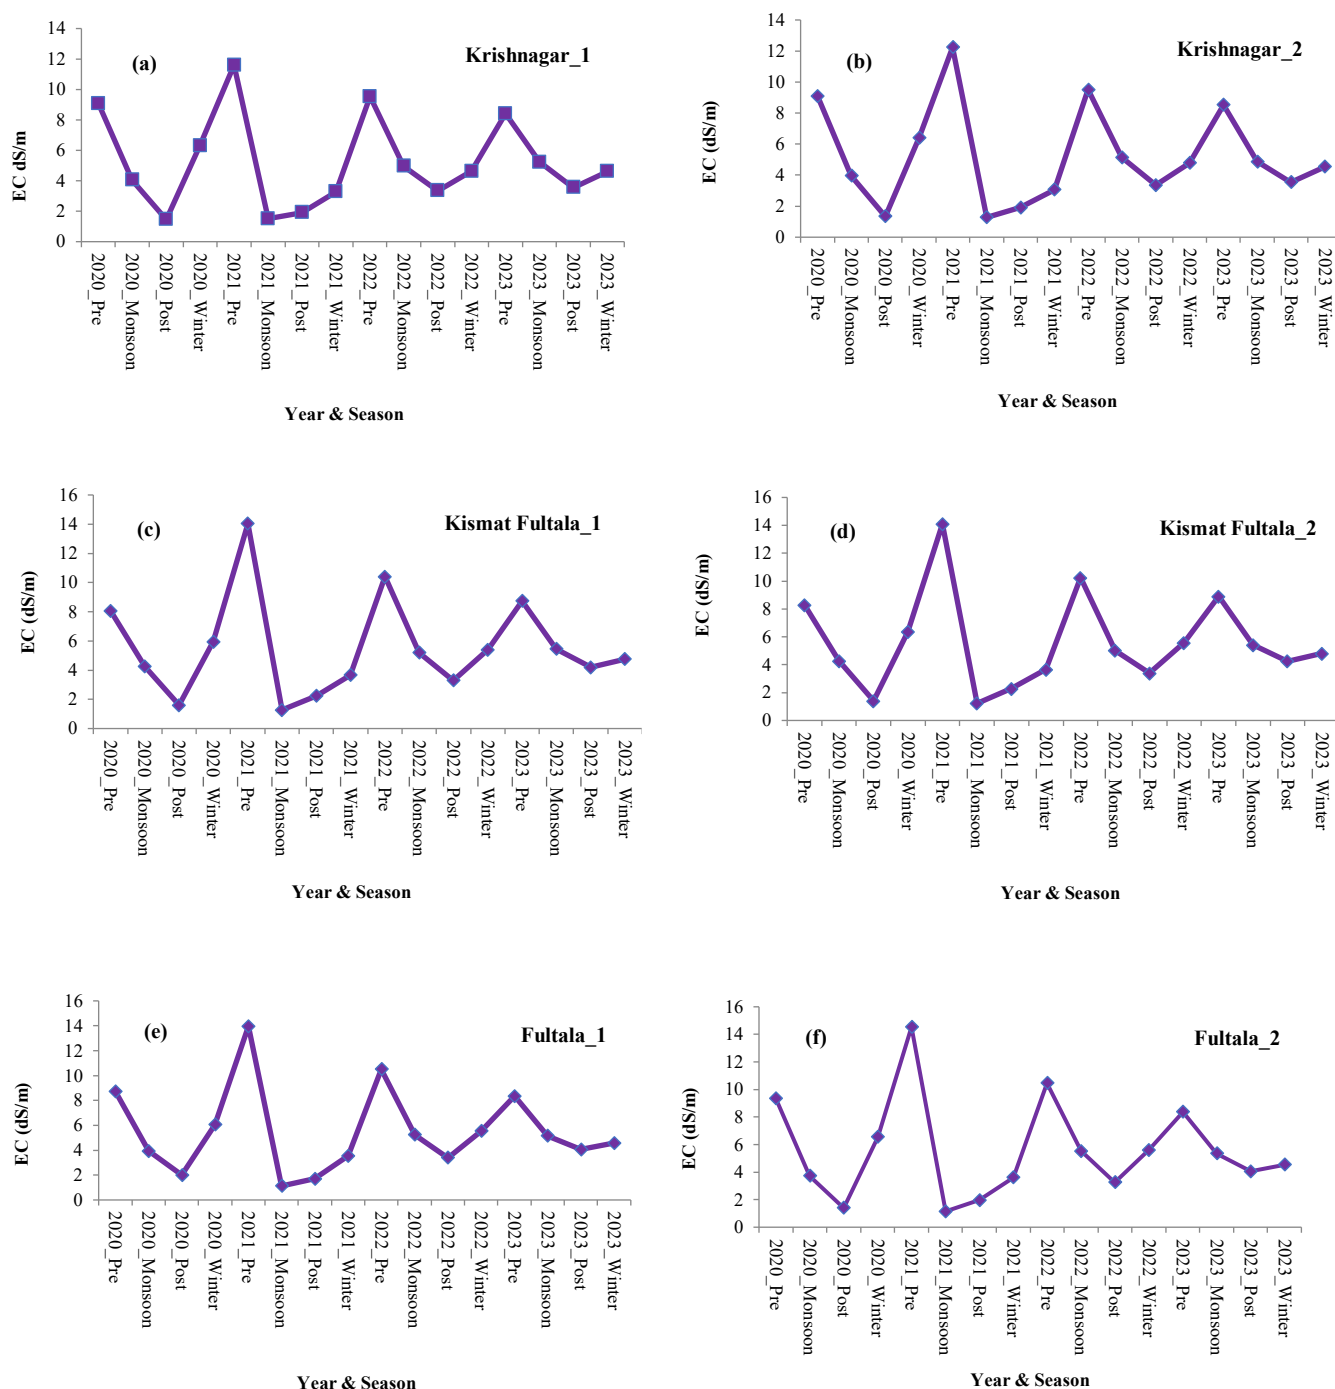 (a)
Krishnagar_1
EC dS/m
14
12
10
8
6
4
2
0
2020_Pre
2020_Monsoon
2020_Post
2020_Winter
2021_Pre
2021_Monsoon
2021_Post
2021_Winter
2022_Pre
2022_Monsoon
2022_Post
2022_Winter
2023_Pre
2023_Monsoon
2023_Post
2023_Winter
Year & Season
(b)
Krishnagar_2
EC (dS/m)
14
12
10
8
6
4
2
0
2020_Pre
2020_Monsoon
2020_Post
2020_Winter
2021_Pre
2021_Monsoon
2021_Post
2021_Winter
2022_Pre
2022_Monsoon
2022_Post
2022_Winter
2023_Pre
2023_Monsoon
2023_Post
2023_Winter
Year & Season
(c)
Kismat Fultala_1
EC (dS/m)
16
14
12
10
8
6
4
2
0
2020_Pre
2020_Monsoon
2020_Post
2020_Winter
2021_Pre
2021_Monsoon
2021_Post
2021_Winter
2022_Pre
2022_Monsoon
2022_Post
2022_Winter
2023_Pre
2023_Monsoon
2023_Post
2023_Winter
Year & Season
(d)
Kismat Fultala_2
EC (dS/m)
16
14
12
10
8
6
4
2
0
2020_Pre
2020_Monsoon
2020_Post
2020_Winter
2021_Pre
2021_Monsoon
2021_Post
2021_Winter
2022_Pre
2022_Monsoon
2022_Post
2022_Winter
2023_Pre
2023_Monsoon
2023_Post
2023_Winter
Year & Season
(e)
Fultala_1
EC (dS/m)
16
14
12
10
8
6
4
2
0
2020_Pre
2020_Monsoon
2020_Post
2020_Winter
2021_Pre
2021_Monsoon
2021_Post
2021_Winter
2022_Pre
2022_Monsoon
2022_Post
2022_Winter
2023_Pre
2023_Monsoon
2023_Post
2023_Winter
Year & Season
(f)
Fultala_2
EC (dS/m)
16
14
12
10
8
6
4
2
0
2020_Pre
2020_Monsoon
2020_Post
2020_Winter
2021_Pre
2021_Monsoon
2021_Post
2021_Winter
2022_Pre
2022_Monsoon
2022_Post
2022_Winter
2023_Pre
2023_Monsoon
2023_Post
2023_Winter
Year & Season